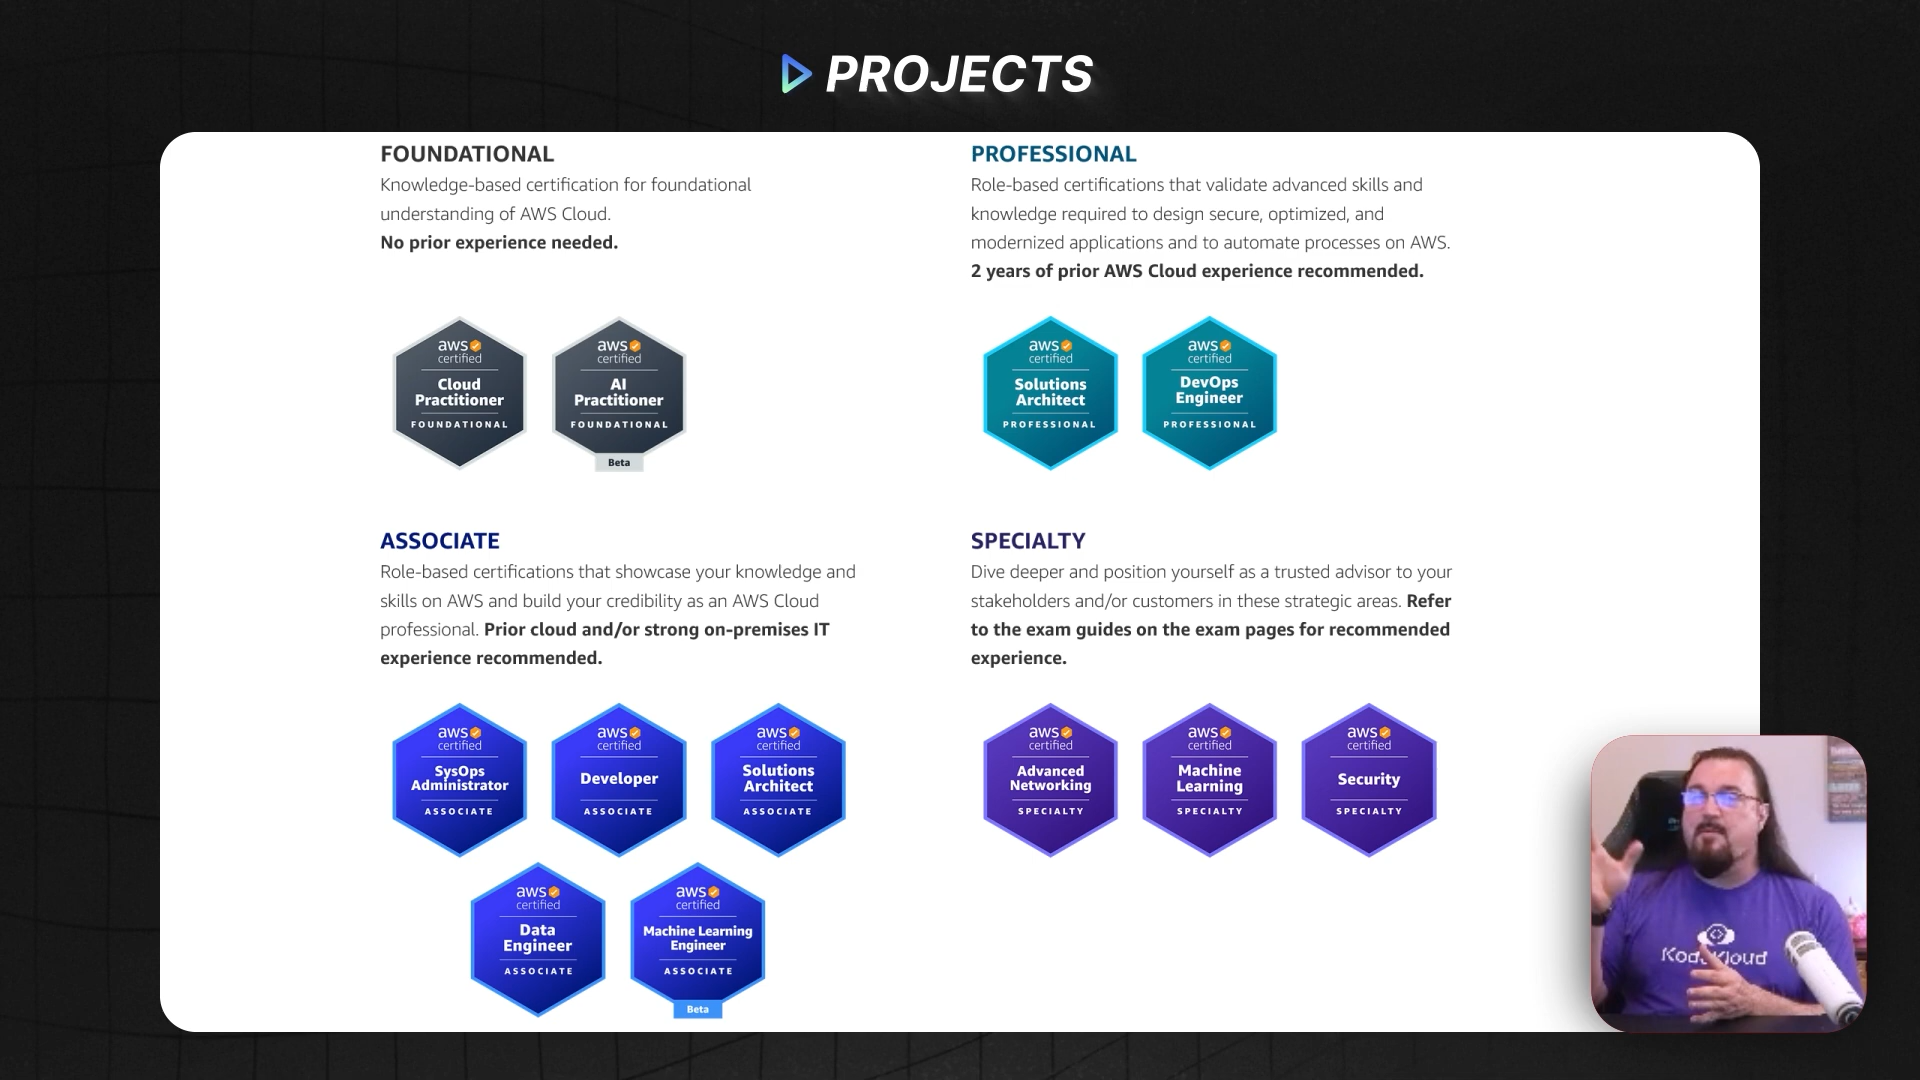 PROJECTS
FOUNDATIONAL
Knowledge-based certification for foundational
understanding of AWS Cloud.
No prior experience needed.
aws
certified
Cloud
Practitioner
FOUNDATIONAL
aws
certified
AI
Practitioner
FOUNDATIONAL
Beta
PROFESSIONAL
Role-based certifications that validate advanced skills and
knowledge required to design secure, optimized, and
modernized applications and to automate processes on AWS.
2 years of prior AWS Cloud experience recommended.
aws
certified
Solutions
Architect
PROFESSIONAL
aws
certified
DevOps
Engineer
PROFESSIONAL
ASSOCIATE
Role-based certifications that showcase your knowledge and
skills on AWS and build your credibility as an AWS Cloud
professional. Prior cloud and/or strong on-premises IT
experience recommended.
aws
certified
SysOps
Administrator
ASSOCIATE
aws
certified
Developer
ASSOCIATE
aws
certified
Solutions
Architect
ASSOCIATE
aws
certified
Data
Engineer
ASSOCIATE
aws
certified
Machine Learning
Engineer
ASSOCIATE
Beta
SPECIALTY
Dive deeper and position yourself as a trusted advisor to your
stakeholders and/or customers in these strategic areas. Refer
to the exam guides on the exam pages for recommended
experience.
aws
certified
Advanced
Networking
SPECIALTY
aws
certified
Machine
Learning
SPECIALTY
aws
certified
Security
SPECIALTY
KodeKloud